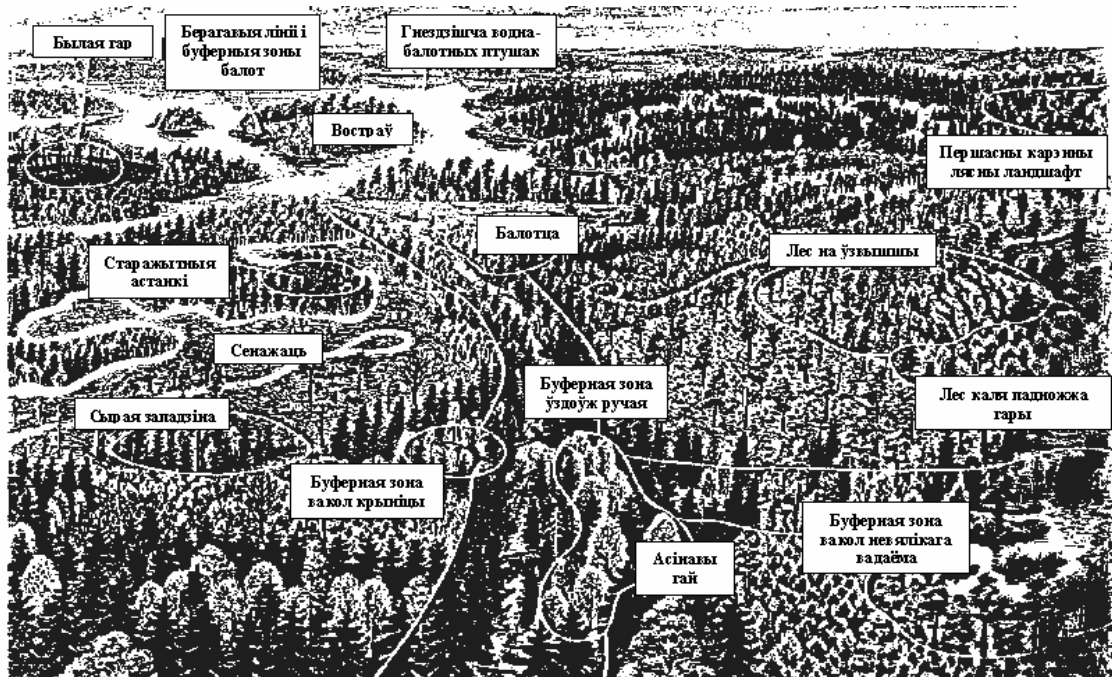 Былая гар
Берагавыя лініі і
буферныя зоны
балот
Гнездзішча водна-
балотных птушак
Востраў
Першасны карэнны
лясны ландшафт
Балотца
Лес на ўзвышшы
Старажытныя
астанкі
Сенажаць
Буферная зона
ўздоўж ручая
Лес каля падножжа
гары
Сырая западзіна
Буферная зона
вакол крыніцы
Буферная зона
вакол невялікага
вадаёма
Асінавы
гай